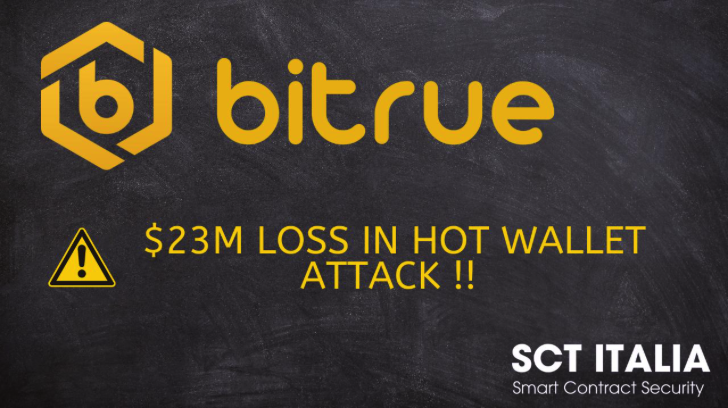 bitrue
$23M LOSS IN HOT WALLET
ATTACK !!
SCT ITALIA
Smart Contract Security